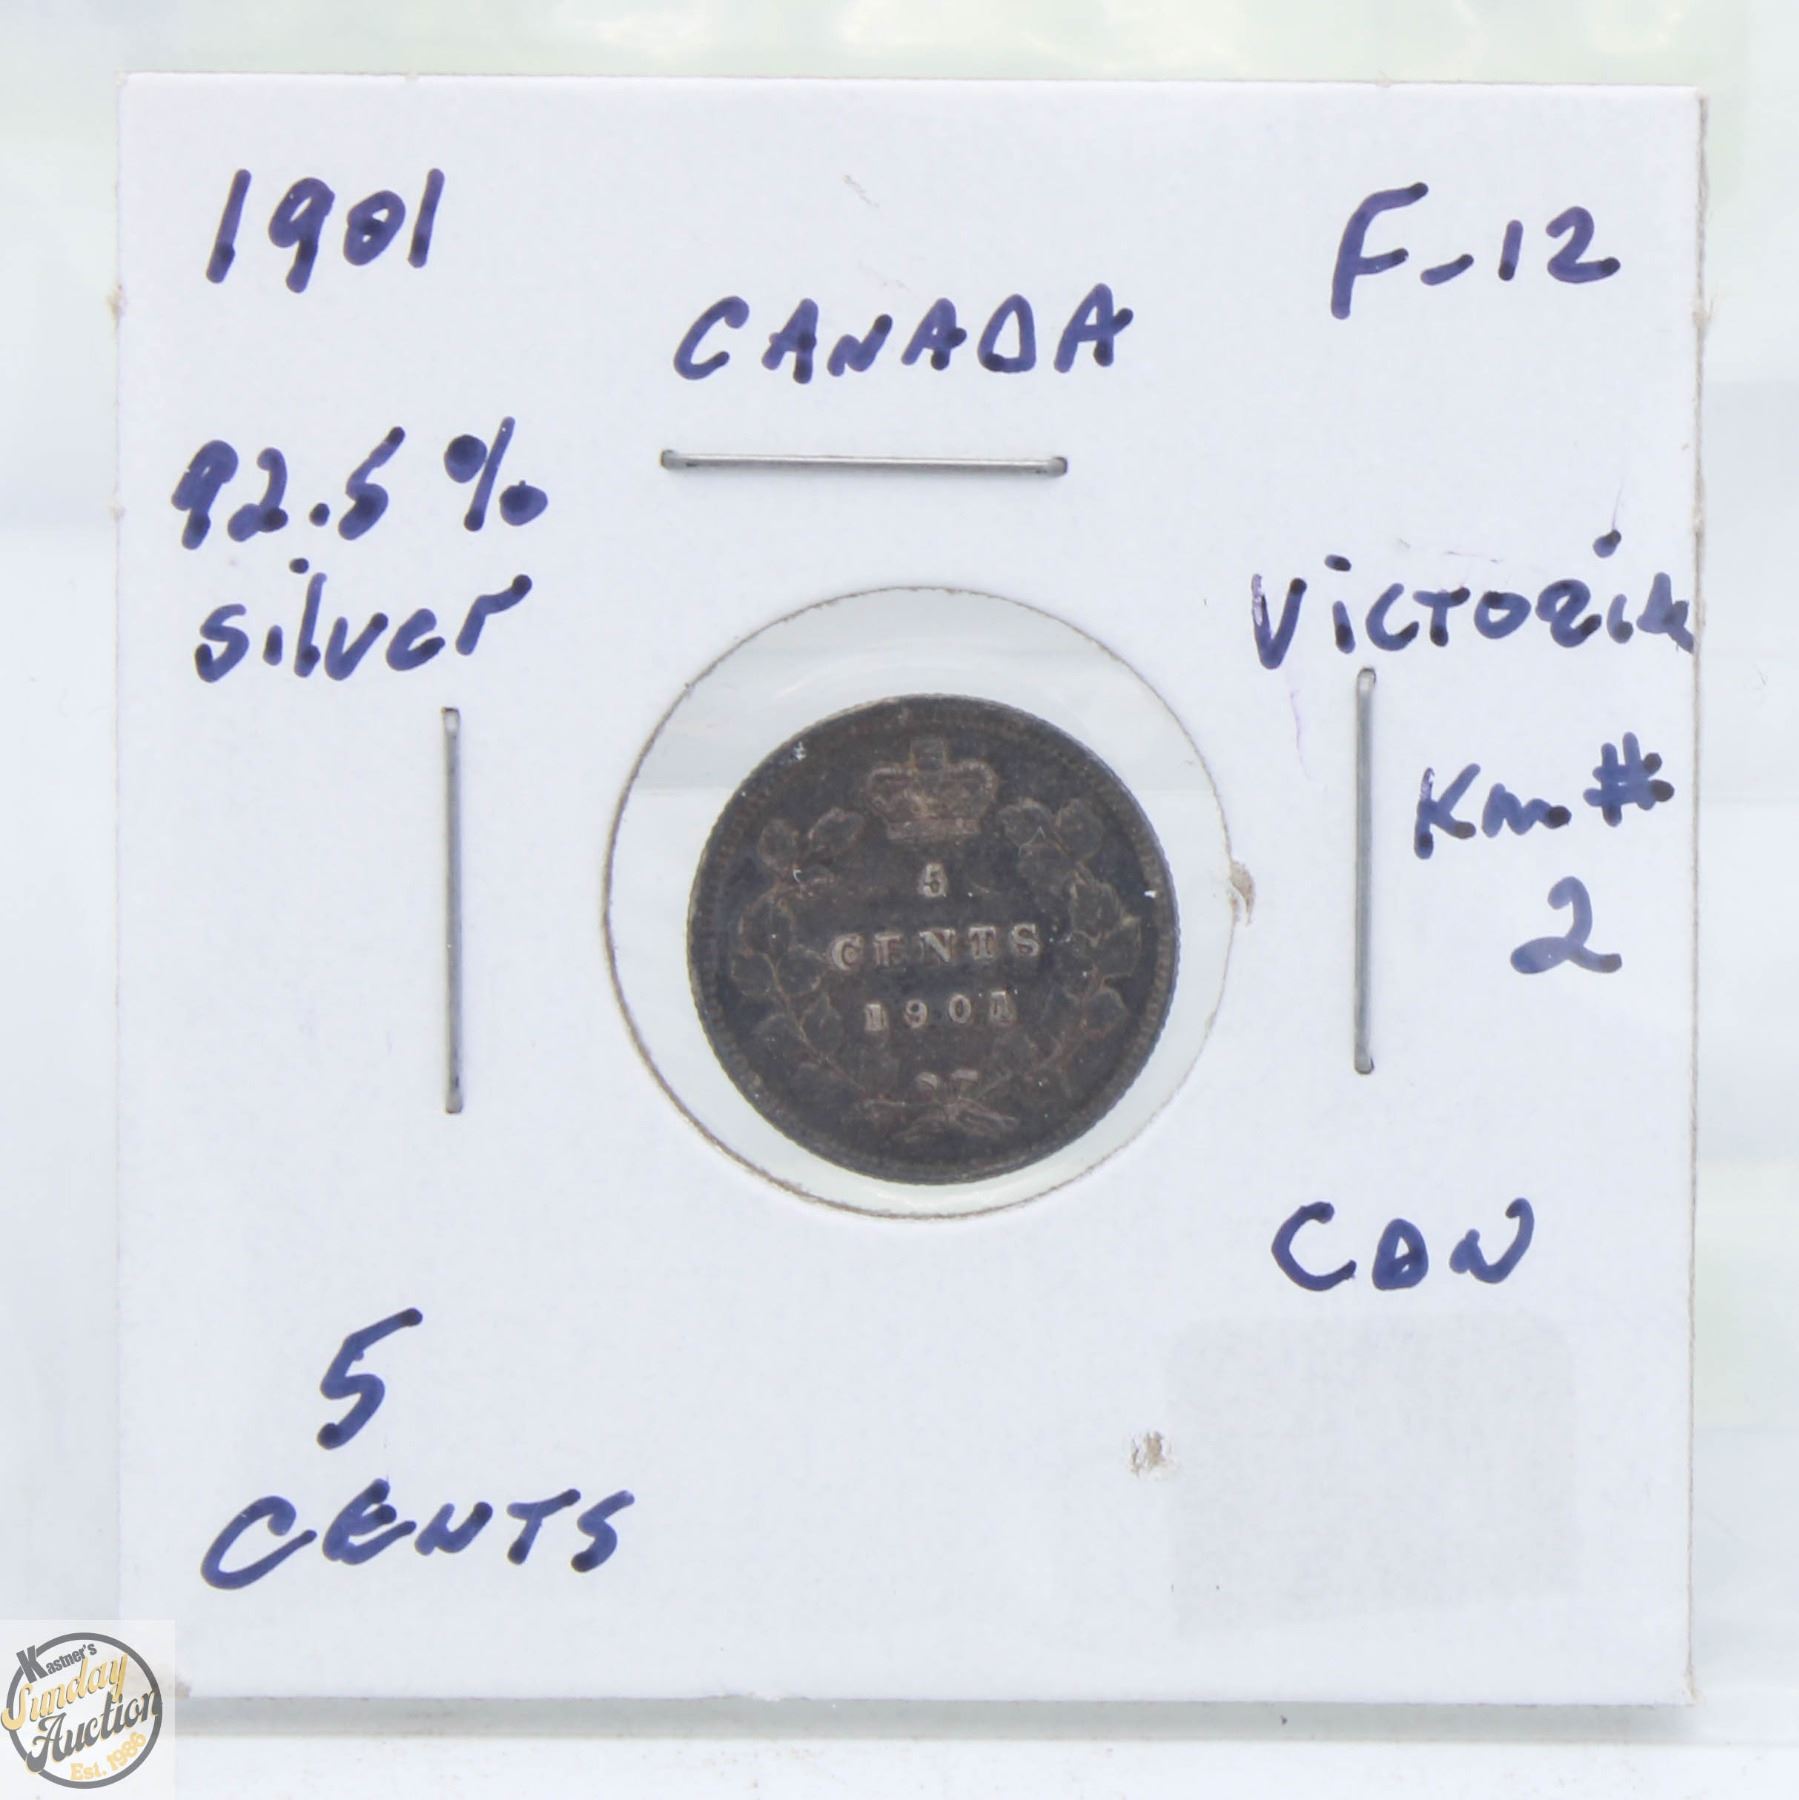 1901
F-12
CANADA
92.5%
silver
VICTORIA
Km #
2
5
CENTS
1901
CDN
5
CENTS
Kastner's
Sunday
Auction
Est. 1986